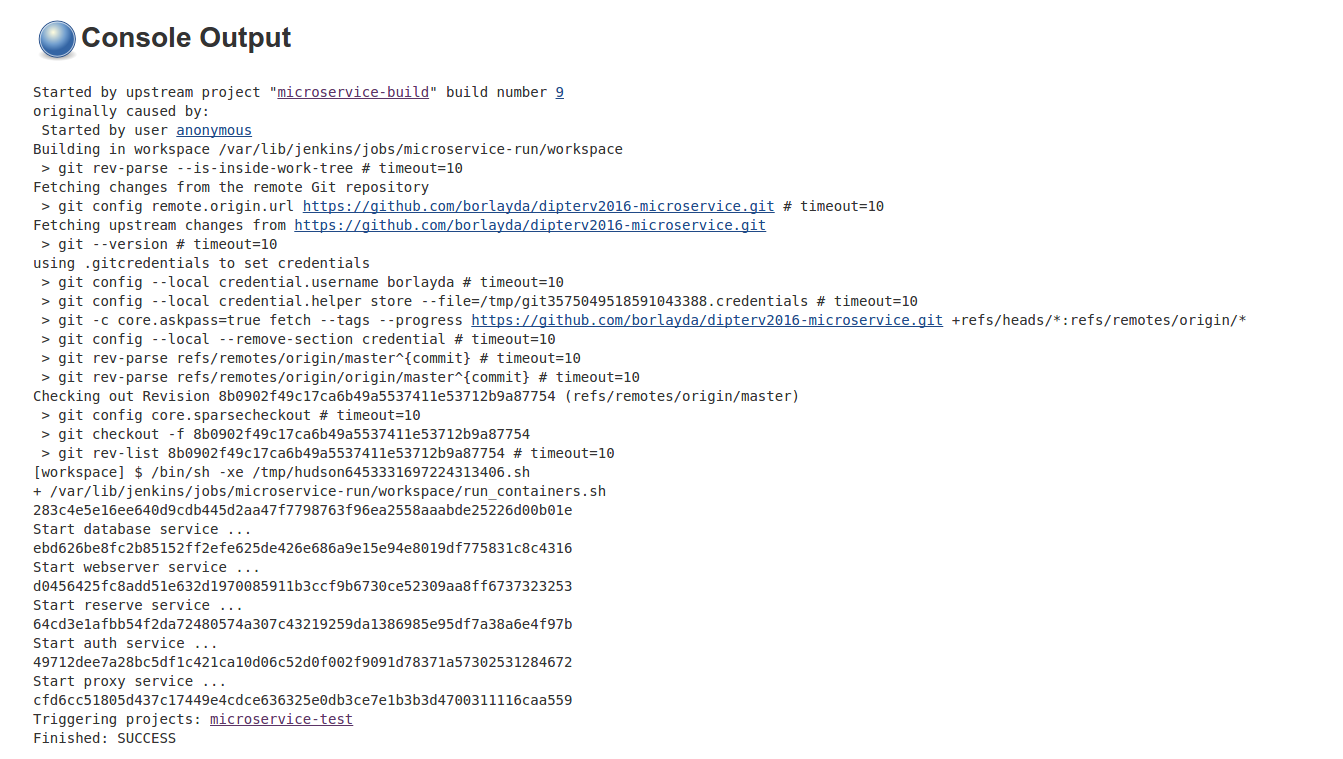 Console Output
Started by upstream project "microservice-build" build number 9
originally caused by:
 Started by user anonymous
Building in workspace /var/lib/jenkins/jobs/microservice-run/workspace
 > git rev-parse --is-inside-work-tree # timeout=10
Fetching changes from the remote Git repository
 > git config remote.origin.url https://github.com/borlayda/dipterv2016-microservice.git # timeout=10
Fetching upstream changes from https://github.com/borlayda/dipterv2016-microservice.git
 > git --version # timeout=10
using .gitcredentials to set credentials
 > git config --local credential.username borlayda # timeout=10
 > git config --local credential.helper store --file=/tmp/git3575049518591043388.credentials # timeout=10
 > git -c core.askpass=true fetch --tags --progress https://github.com/borlayda/dipterv2016-microservice.git +refs/heads/*:refs/remotes/origin/*
 > git config --local --remove-section credential # timeout=10
 > git rev-parse refs/remotes/origin/master^{commit} # timeout=10
 > git rev-parse refs/remotes/origin/origin/master^{commit} # timeout=10
Checking out Revision 8b0902f49c17ca6b49a5537411e53712b9a87754 (refs/remotes/origin/master)
 > git config core.sparsecheckout # timeout=10
 > git checkout -f 8b0902f49c17ca6b49a5537411e53712b9a87754
 > git rev-list 8b0902f49c17ca6b49a5537411e53712b9a87754 # timeout=10
[workspace] $ /bin/sh -xe /tmp/hudson6453331697224313406.sh
+ /var/lib/jenkins/jobs/microservice-run/workspace/run_containers.sh
283c4e5e16ee640d9cdb445d2aa47f7798763f96ea2558aaabde25226d00b01e
Start database service ...
ebd626be8fc2b85152ff2efe625de426e686a9e15e94e8019df775831c8c4316
Start webserver service ...
d0456425fc8add51e632d1970085911b3ccf9b6730ce52309aa8ff6737323253
Start reserve service ...
64cd3e1afbb54f2da72480574a307c43219259da1386985e95df7a38a6e4f97b
Start auth service ...
49712dee7a28bc5df1c421ca10d06c52d0f002f9091d78371a57302531284672
Start proxy service ...
cfd6cc51805d437c17449e4cdce636325e0db3ce7e1b3b3d4700311116caa559
Triggering projects: microservice-test
Finished: SUCCESS